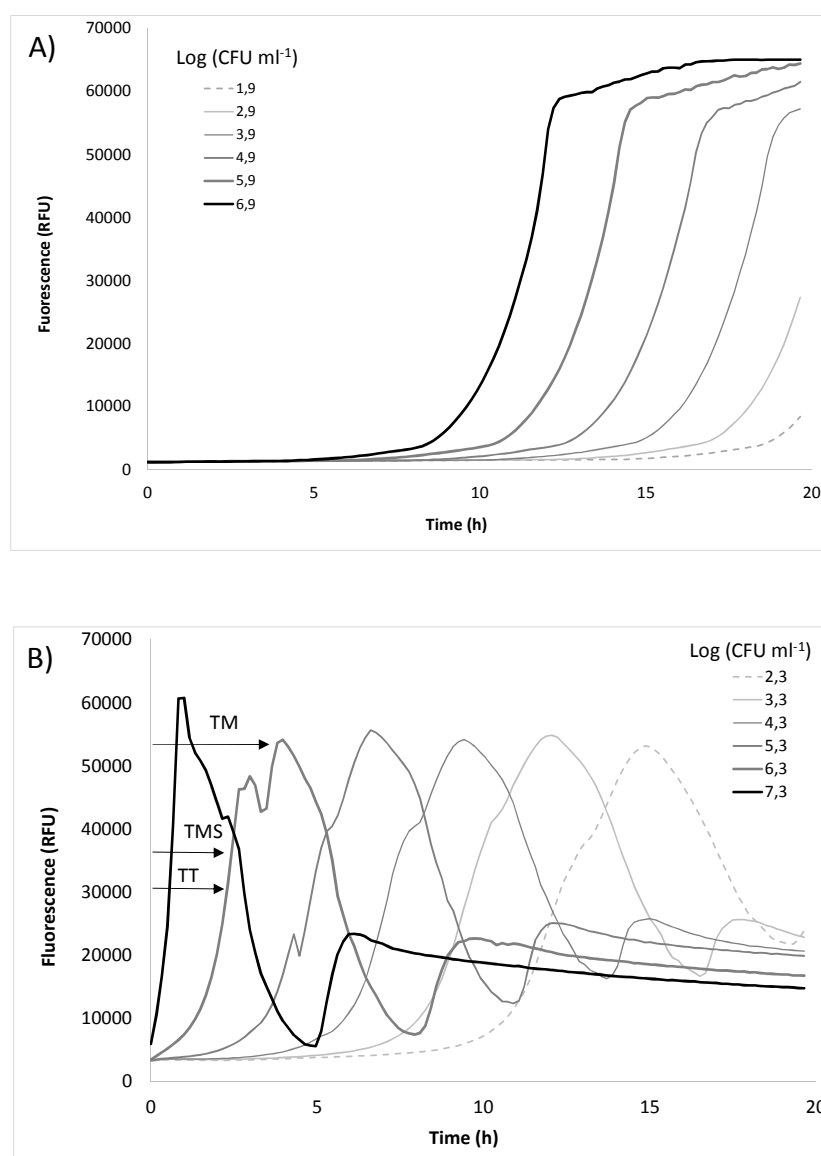 A)
Log (CFU ml-1)
1,9
2,9
3,9
4,9
5,9
6,9
70000
60000
50000
40000
30000
20000
10000
0
Fuorescence (RFU)
0 5 10 15 20
Time (h)
B)
Log (CFU ml-1)
2,3
3,3
4,3
5,3
6,3
7,3
TM
TMS
TT
70000
60000
50000
40000
30000
20000
10000
0
Fluorescence (RFU)
0 5 10 15 20
Time (h)